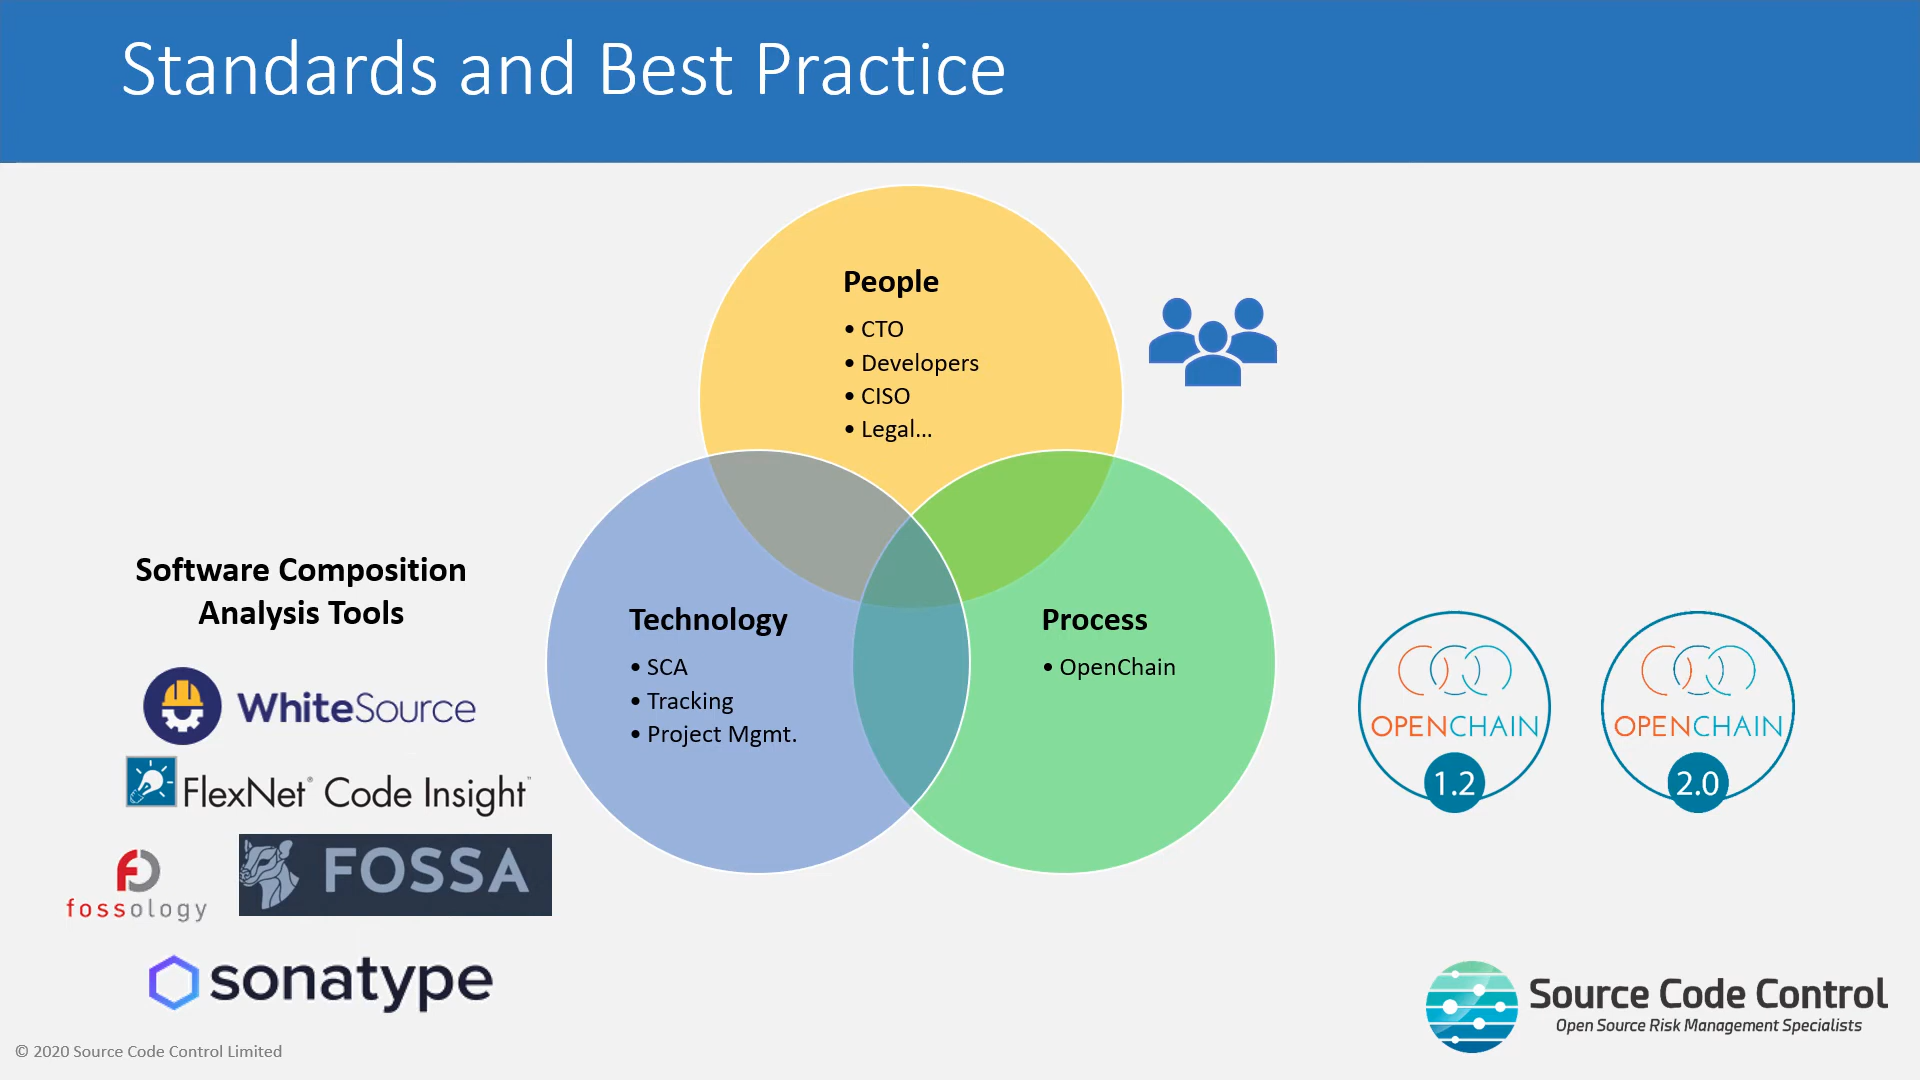 Standards and Best Practice
People
• CTO
• Developers
• CISO
• Legal...
Software Composition
Analysis Tools
WhiteSource
FlexNet® Code Insight™
fossology
FOSSA
sonatype
Technology
• SCA
• Tracking
• Project Mgmt.
Process
• OpenChain
OPENCHAIN
1.2
OPENCHAIN
2.0
Source Code Control
Open Source Risk Management Specialists
© 2020 Source Code Control Limited